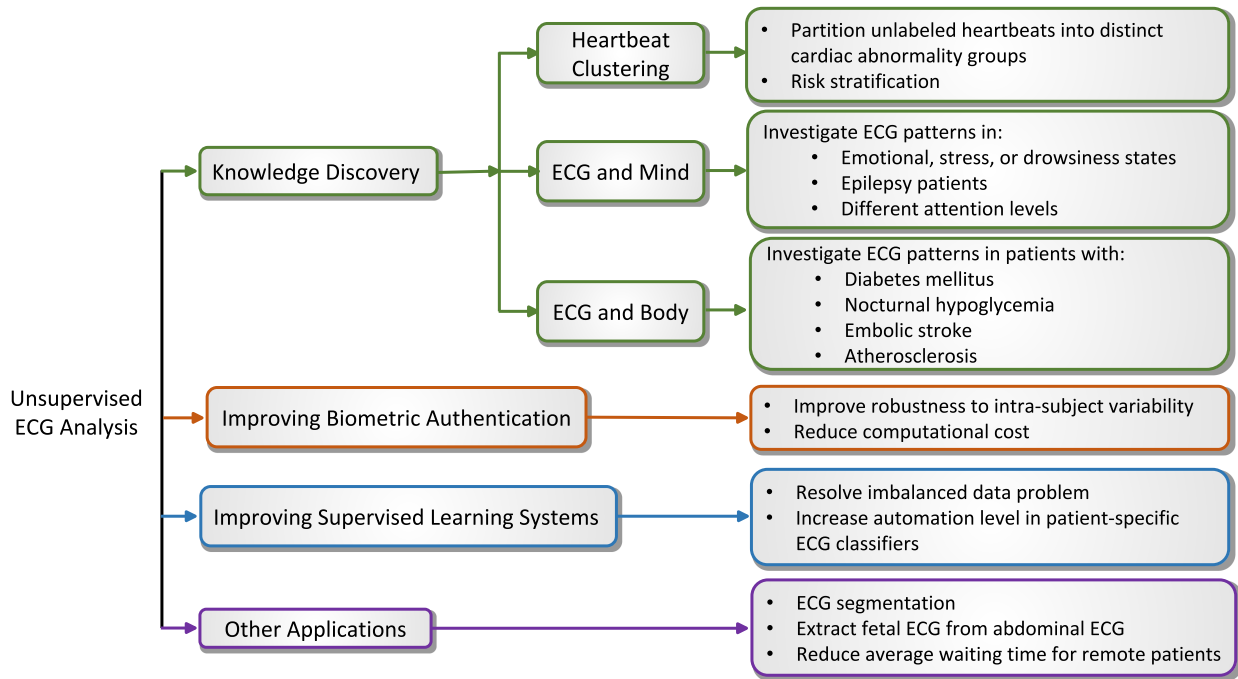 Unsupervised
ECG Analysis
Knowledge Discovery
Heartbeat
Clustering
• Partition unlabeled heartbeats into distinct
cardiac abnormality groups
• Risk stratification
ECG and Mind
Investigate ECG patterns in:
• Emotional, stress, or drowsiness states
• Epilepsy patients
• Different attention levels
ECG and Body
Investigate ECG patterns in patients with:
• Diabetes mellitus
• Nocturnal hypoglycemia
• Embolic stroke
• Atherosclerosis
Improving Biometric Authentication
• Improve robustness to intra-subject variability
• Reduce computational cost
Improving Supervised Learning Systems
• Resolve imbalanced data problem
• Increase automation level in patient-specific
ECG classifiers
Other Applications
• ECG segmentation
• Extract fetal ECG from abdominal ECG
• Reduce average waiting time for remote patients